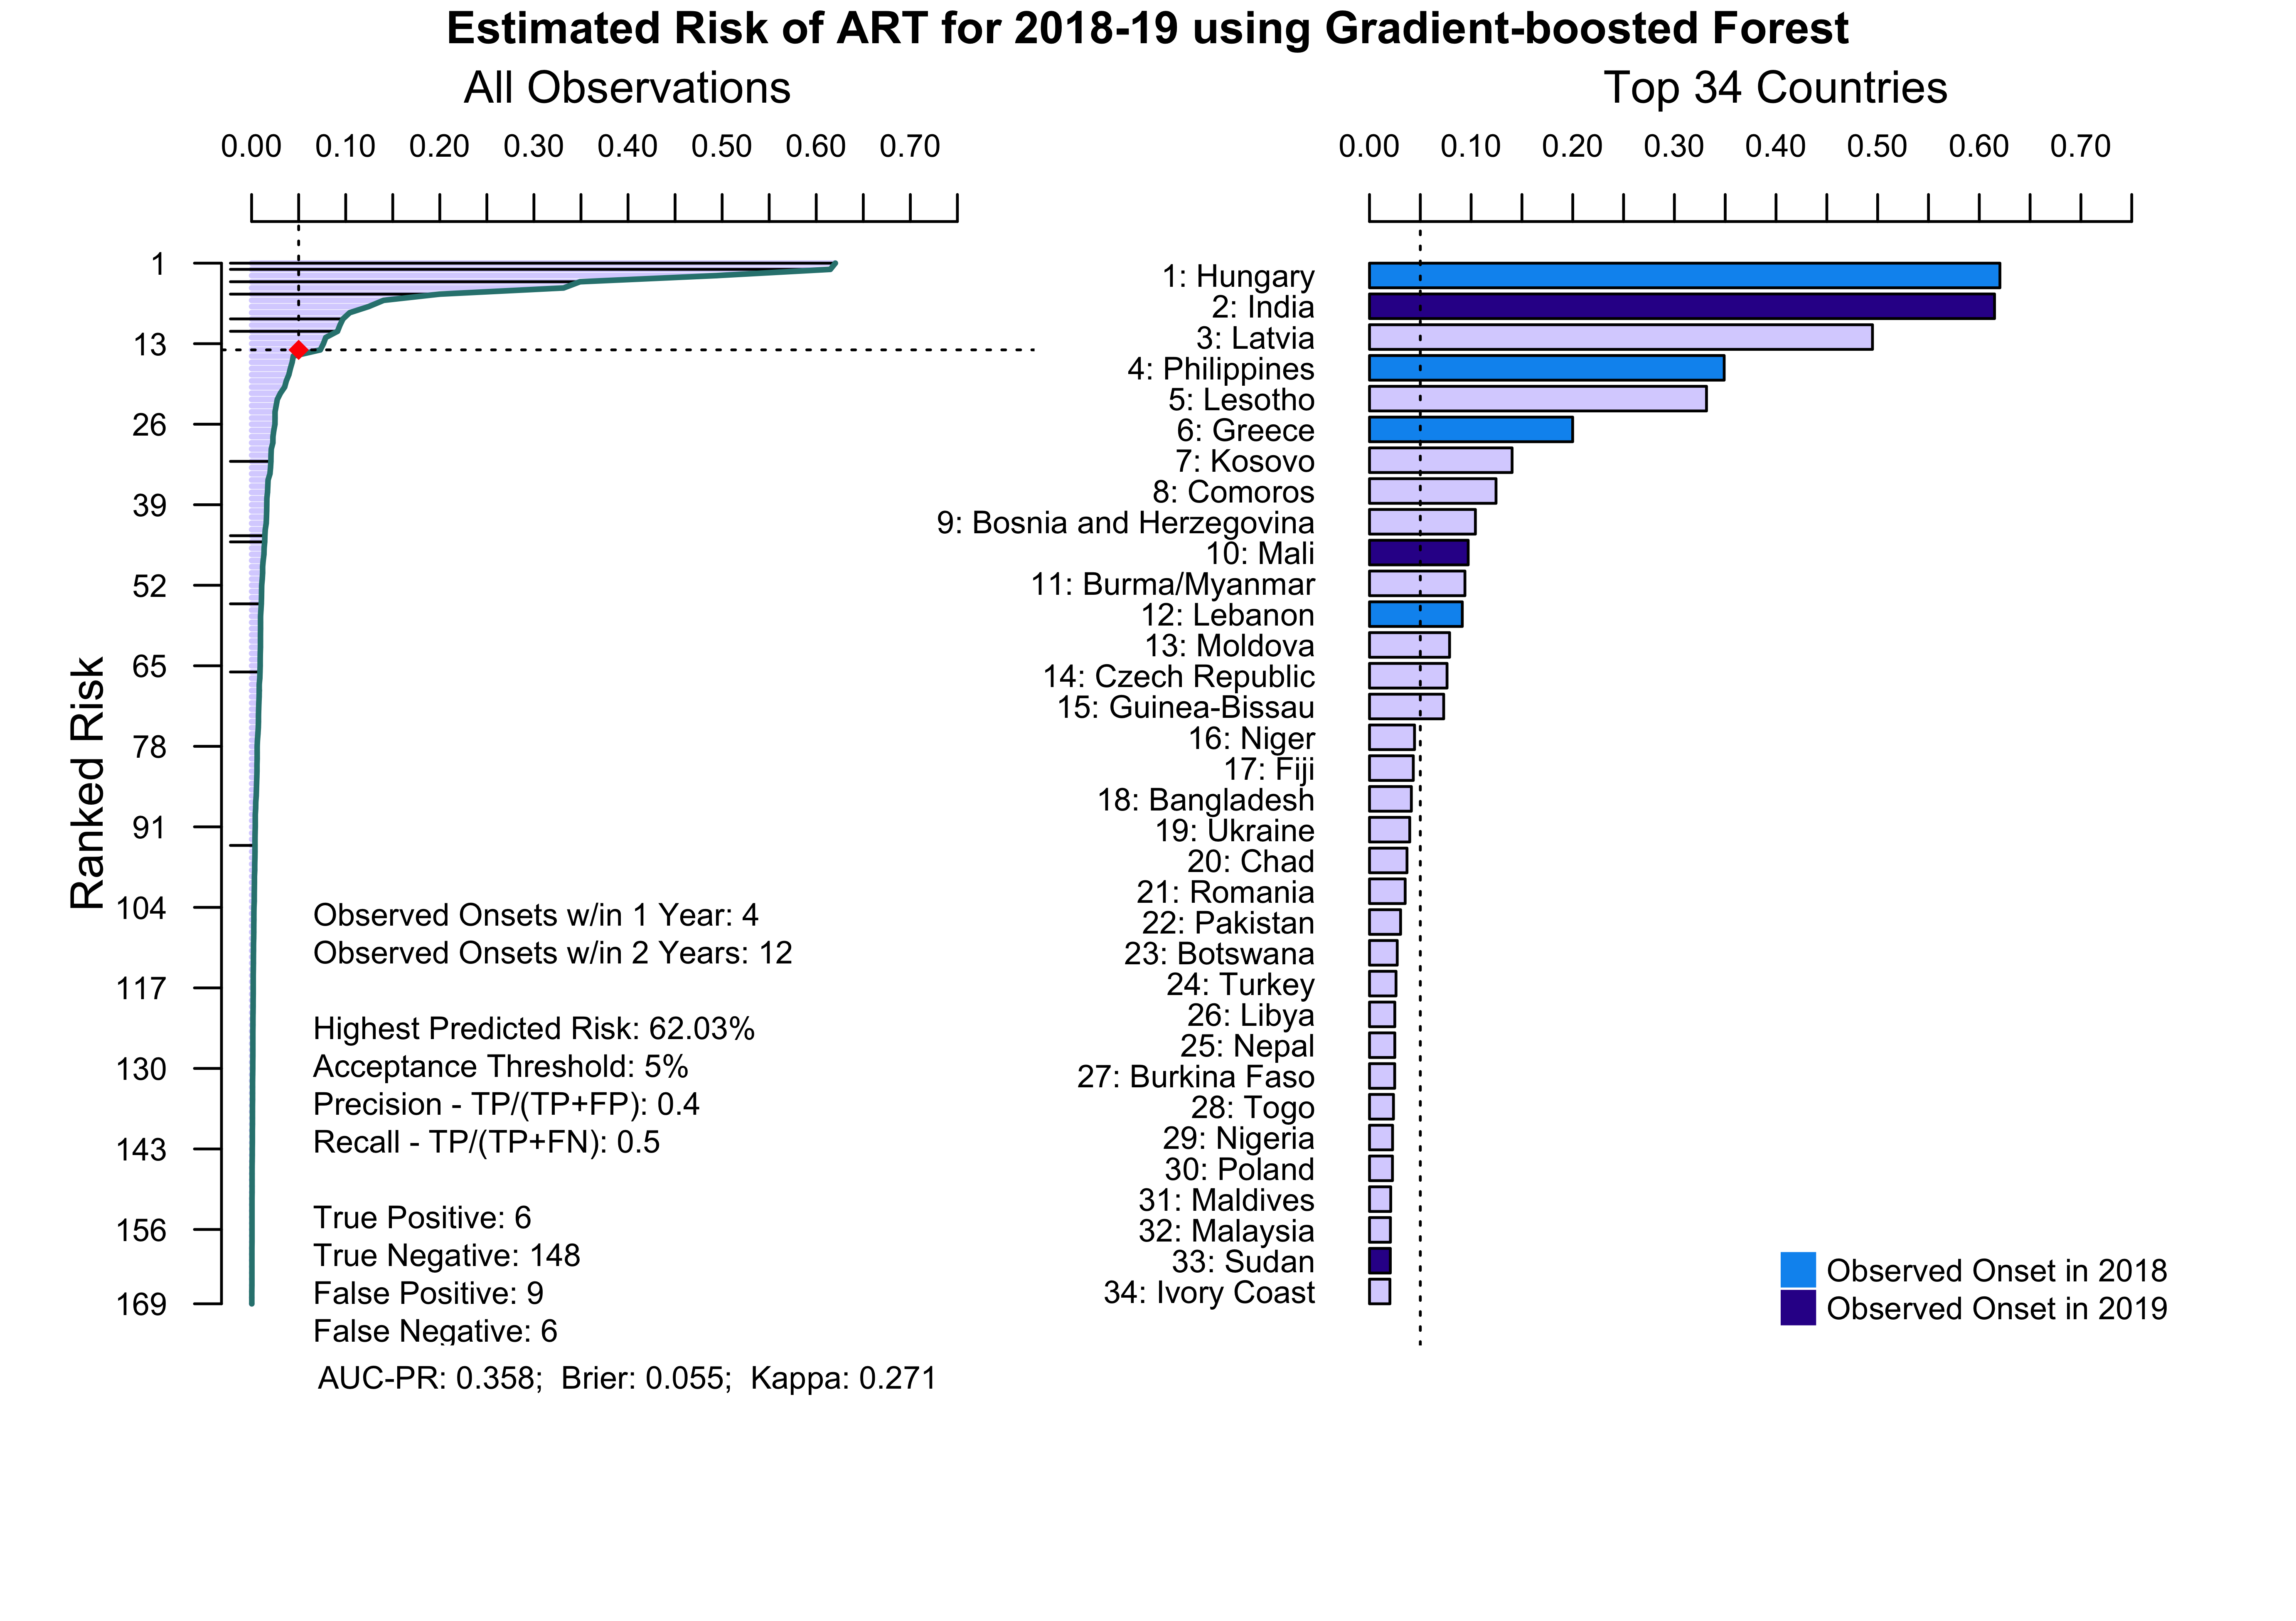 Estimated Risk of ART for 2018-19 using Gradient-boosted Forest
All Observations
0.00 0.10 0.20 0.30 0.40 0.50 0.60 0.70
Ranked Risk
1
13
26
39
52
65
78
91
104
117
130
143
156
169
Observed Onsets w/in 1 Year: 4
Observed Onsets w/in 2 Years: 12
Highest Predicted Risk: 62.03%
Acceptance Threshold: 5%
Precision - TP/(TP+FP): 0.4
Recall - TP/(TP+FN): 0.5
True Positive: 6
True Negative: 148
False Positive: 9
False Negative: 6
AUC-PR: 0.358; Brier: 0.055; Kappa: 0.271
Top 34 Countries
0.00 0.10 0.20 0.30 0.40 0.50 0.60 0.70
1: Hungary
2: India
3: Latvia
4: Philippines
5: Lesotho
6: Greece
7: Kosovo
8: Comoros
9: Bosnia and Herzegovina
10: Mali
11: Burma/Myanmar
12: Lebanon
13: Moldova
14: Czech Republic
15: Guinea-Bissau
16: Niger
17: Fiji
18: Bangladesh
19: Ukraine
20: Chad
21: Romania
22: Pakistan
23: Botswana
24: Turkey
26: Libya
25: Nepal
27: Burkina Faso
28: Togo
29: Nigeria
30: Poland
31: Maldives
32: Malaysia
33: Sudan
34: Ivory Coast
Observed Onset in 2018
Observed Onset in 2019